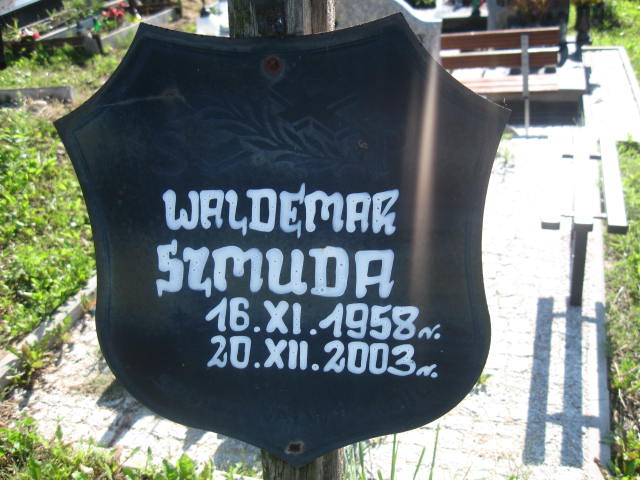 WALDEMAR
SZMUDA
16.XI.1958r.
20.XII.2003r.